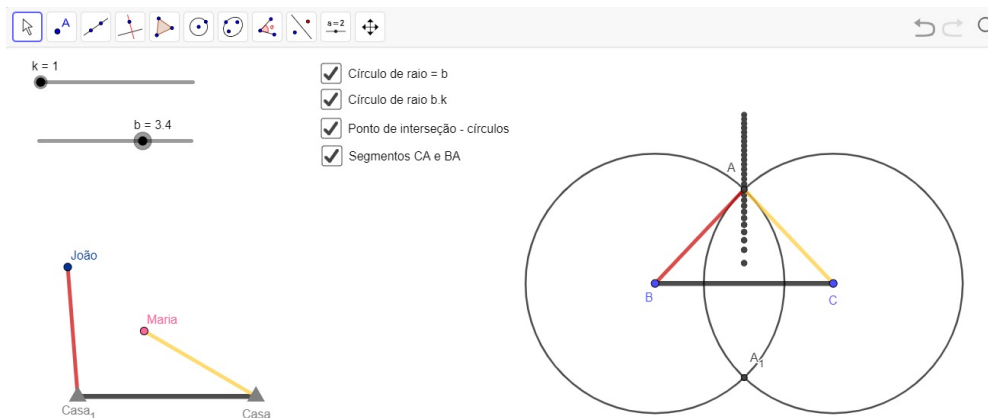 A
a=2
k = 1
b = 3.4
Círculo de raio = b
Círculo de raio b.k
Ponto de interseção - círculos
Segmentos CA e BA
João
Maria
Casa₁
Casa
A
B
C
A₁